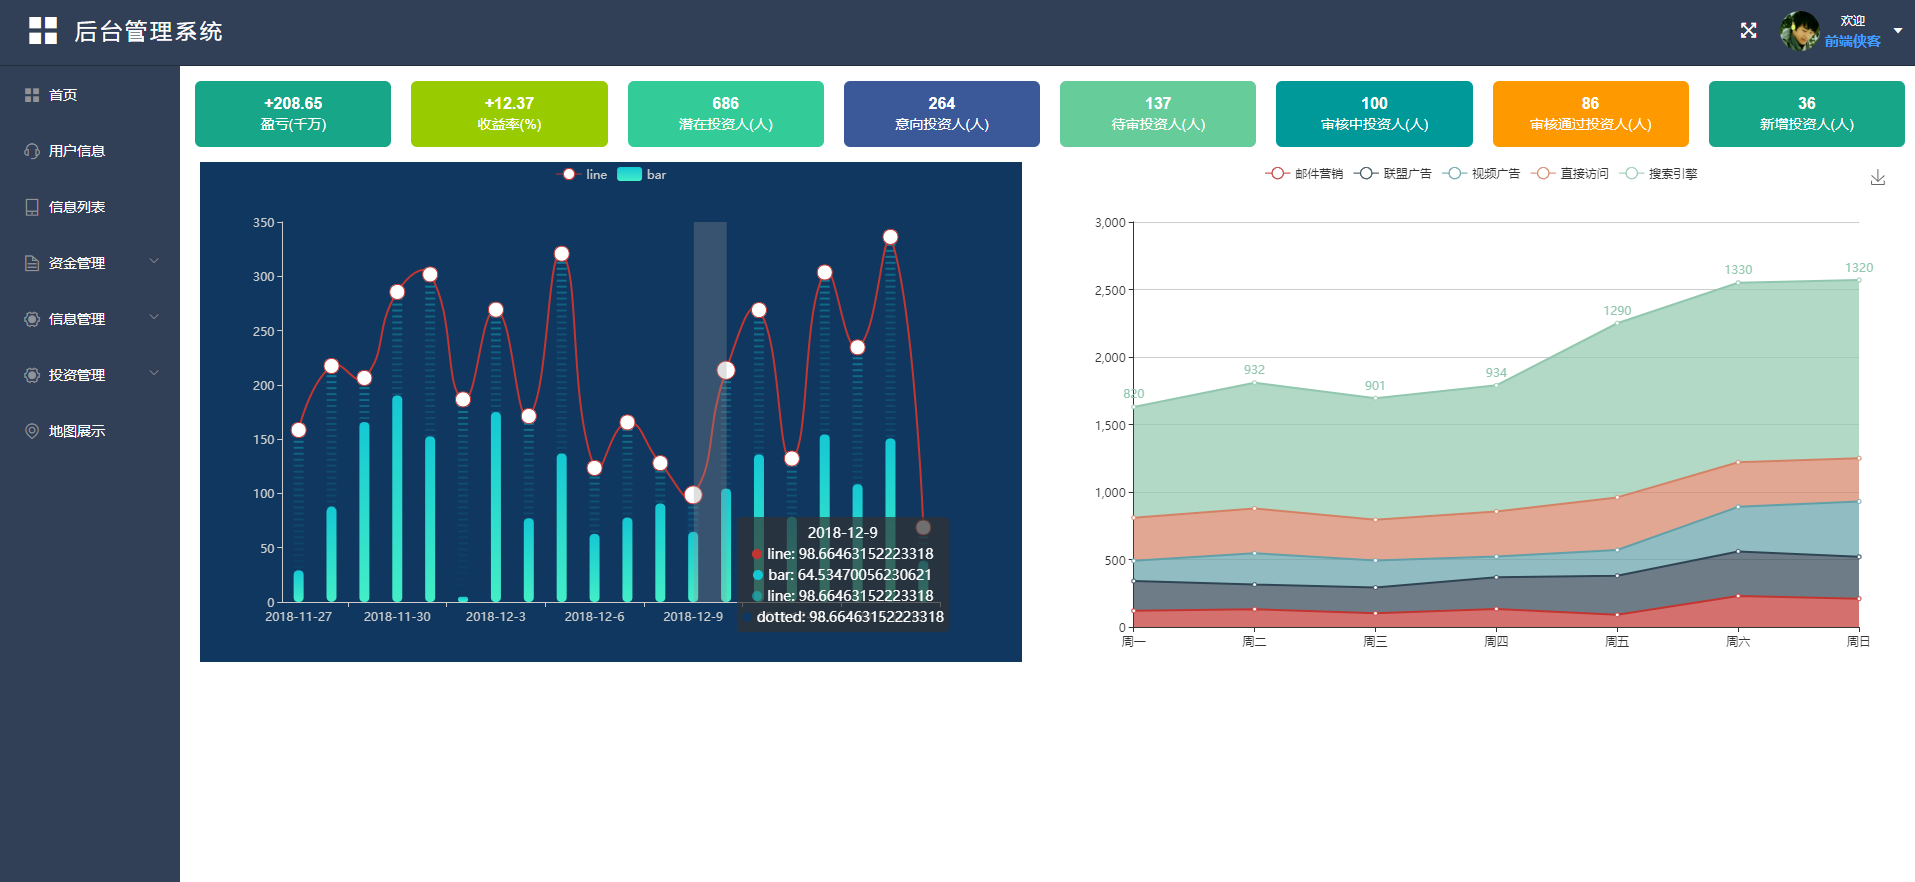 后台管理系统
欢迎
前端侠客
首页
用户信息
信息列表
资金管理
信息管理
投资管理
地图展示
+208.65
盈亏(千万)
+12.37
收益率(%)
686
潜在投资人(人)
264
意向投资人(人)
137
待审投资人(人)
100
审核中投资人(人)
86
审核通过投资人(人)
36
新增投资人(人)
line bar
350
300
250
200
150
100
50
0
2018-11-27 2018-11-30 2018-12-3 2018-12-6 2018-12-9
2018-12-9
line: 98.66463152223318
bar: 64.53470056230621
line: 98.66463152223318
dotted: 98.66463152223318
邮件营销 联盟广告 视频广告 直接访问 搜索引擎
3,000
2,500
2,000
1,500
1,000
500
0
820 932 901 934 1290 1330 1320
周一 周二 周三 周四 周五 周六 周日